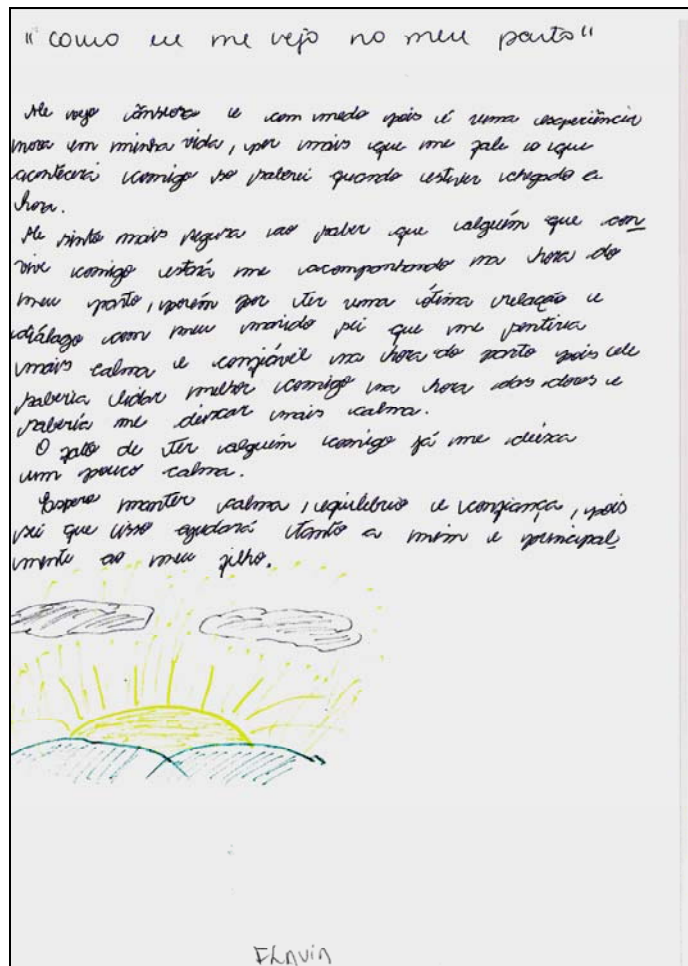 "como eu me vejo no meu parto"
Me vejo ansiosa e com medo pois é uma experiência
nova em minha vida, por mais que me fale o que
acontecerá comigo so saberei quando estiver chegado a
hora.
Me sinto mais segura ao saber que alguém que con
vive comigo estará me acompanhando na hora do
meu parto, porém por ter uma ótima relação e
diálago com meu marido sei que me sentiria
mais calma e confiável na hora do parto pois ele
saberia lidar melhor comigo na hora das dores e
saberia me deixar mais calma.
O fato de ter alguém comigo já me deixa
um pouco calma.
Espero manter calma, equilebrio e confiança, pois
sei que isso ajudará tanto a mim e principal
mente ao meu filho.
FLAVIA